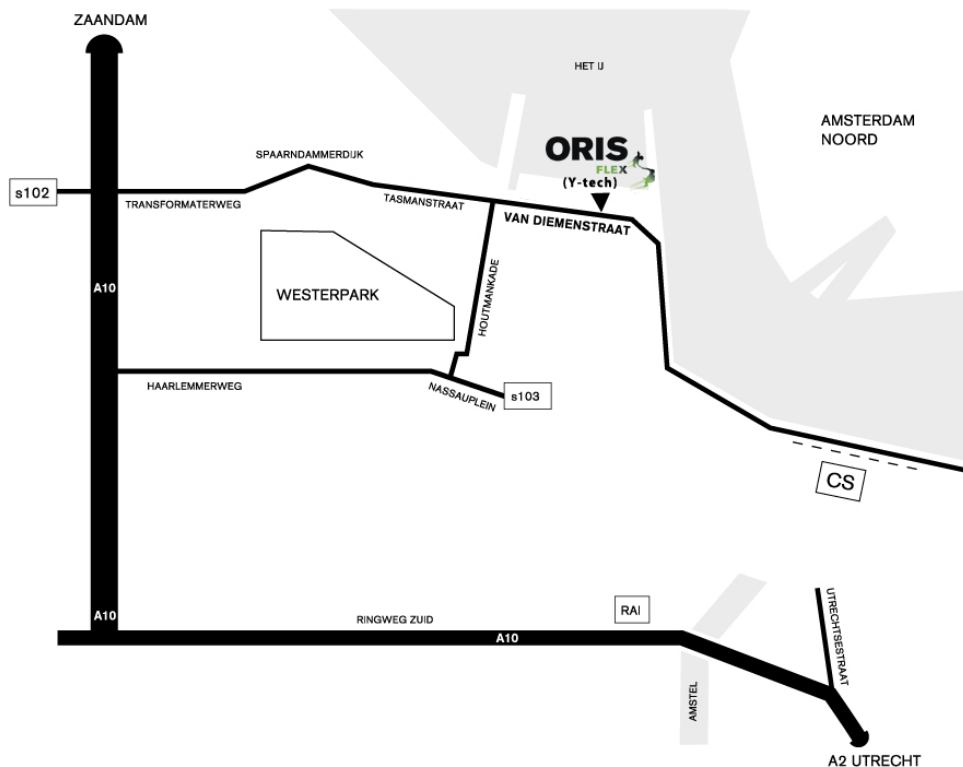 ZAANDAM
HET IJ
AMSTERDAM
NOORD
ORIS
FLEX
(Y-tech)
SPAARNDAMMERDIJK
s102
TRANSFORMATERWEG
TASMANSTRAAT
VAN DIEMENSTRAAT
A10
WESTERPARK
HOUTMANKADE
HAARLEMMERWEG
NASSAUPLEIN
s103
CS
A10
RINGWEG ZUID
A10
RAI
UTRECHTSESTRAAT
AMSTEL
A2 UTRECHT